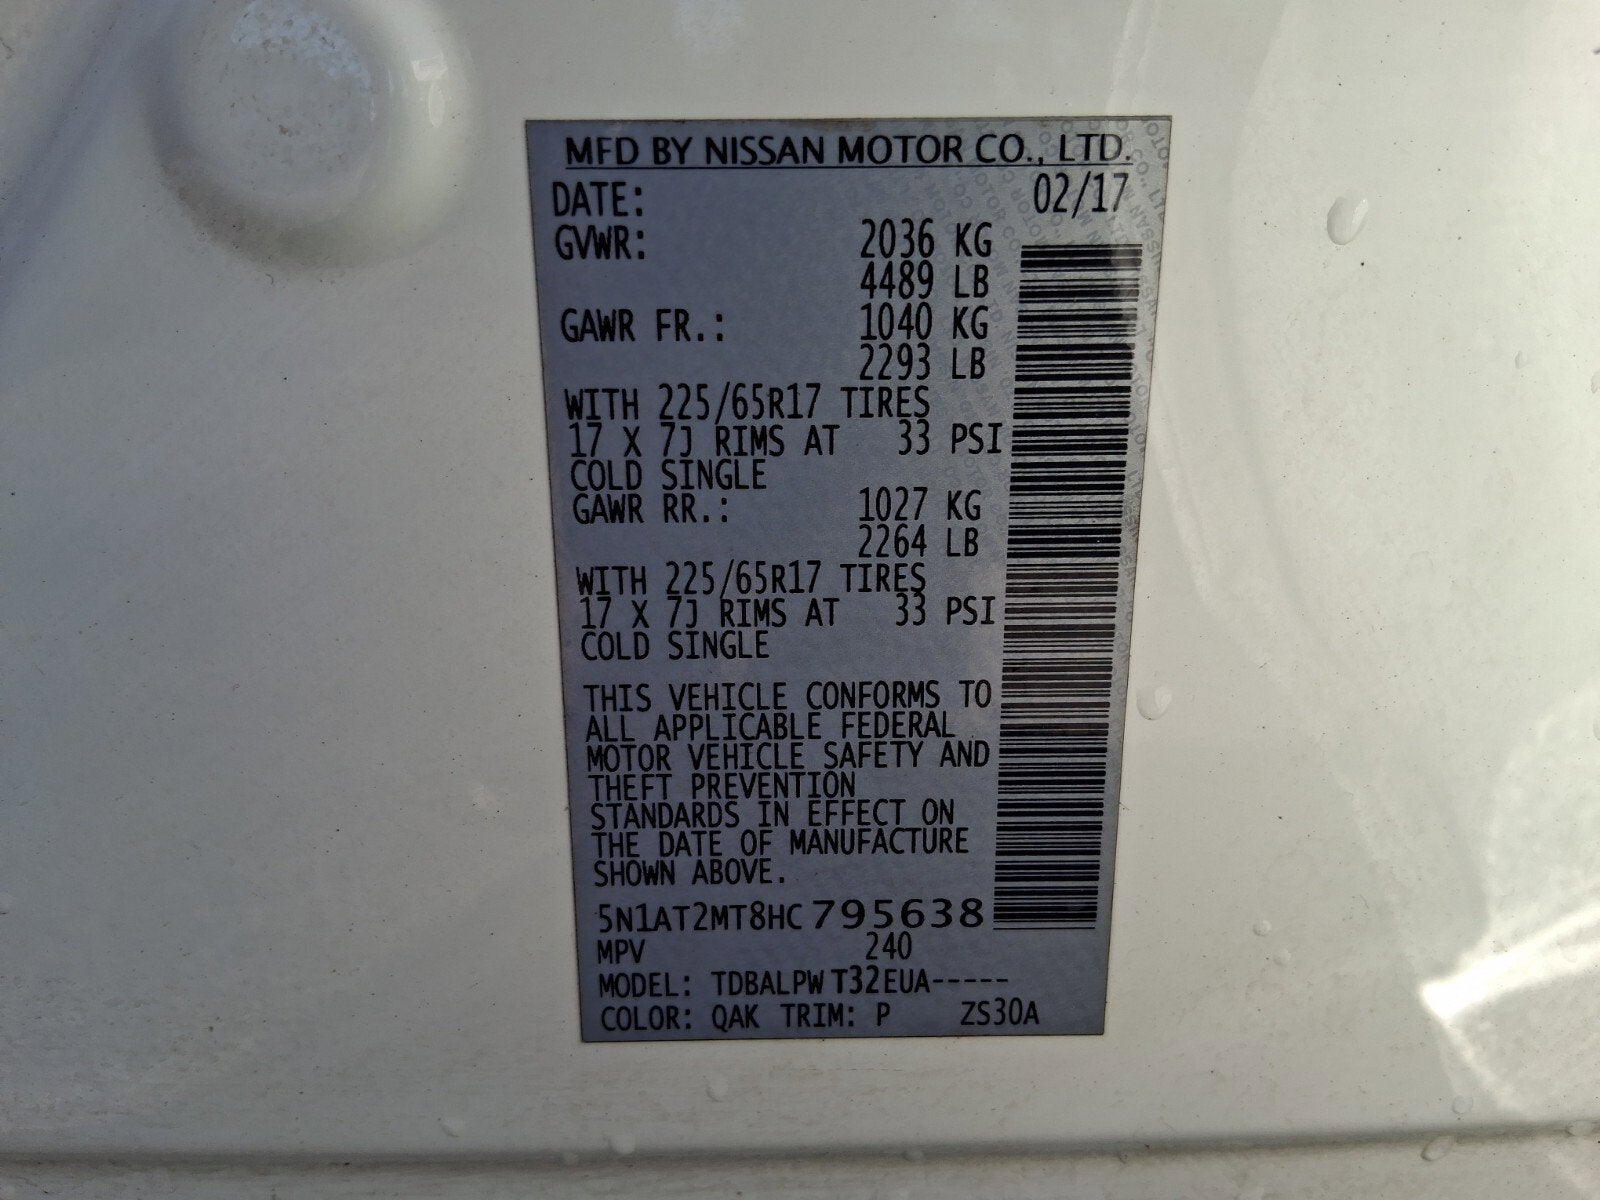 MFD BY NISSAN MOTOR CO., LTD.
DATE: 02/17
GVWR: 2036 KG
4489 LB
GAWR FR.: 1040 KG
2293 LB
WITH 225/65R17 TIRES
17 X 7J RIMS AT 33 PSI
COLD SINGLE
GAWR RR.: 1027 KG
2264 LB
WITH 225/65R17 TIRES
17 X 7J RIMS AT 33 PSI
COLD SINGLE
THIS VEHICLE CONFORMS TO
ALL APPLICABLE FEDERAL
MOTOR VEHICLE SAFETY AND
THEFT PREVENTION
STANDARDS IN EFFECT ON
THE DATE OF MANUFACTURE
SHOWN ABOVE.
5N1AT2MT8HC795638
MPV 240
MODEL: TDBALPW T32EUA-----
COLOR: QAK TRIM: P ZS30A